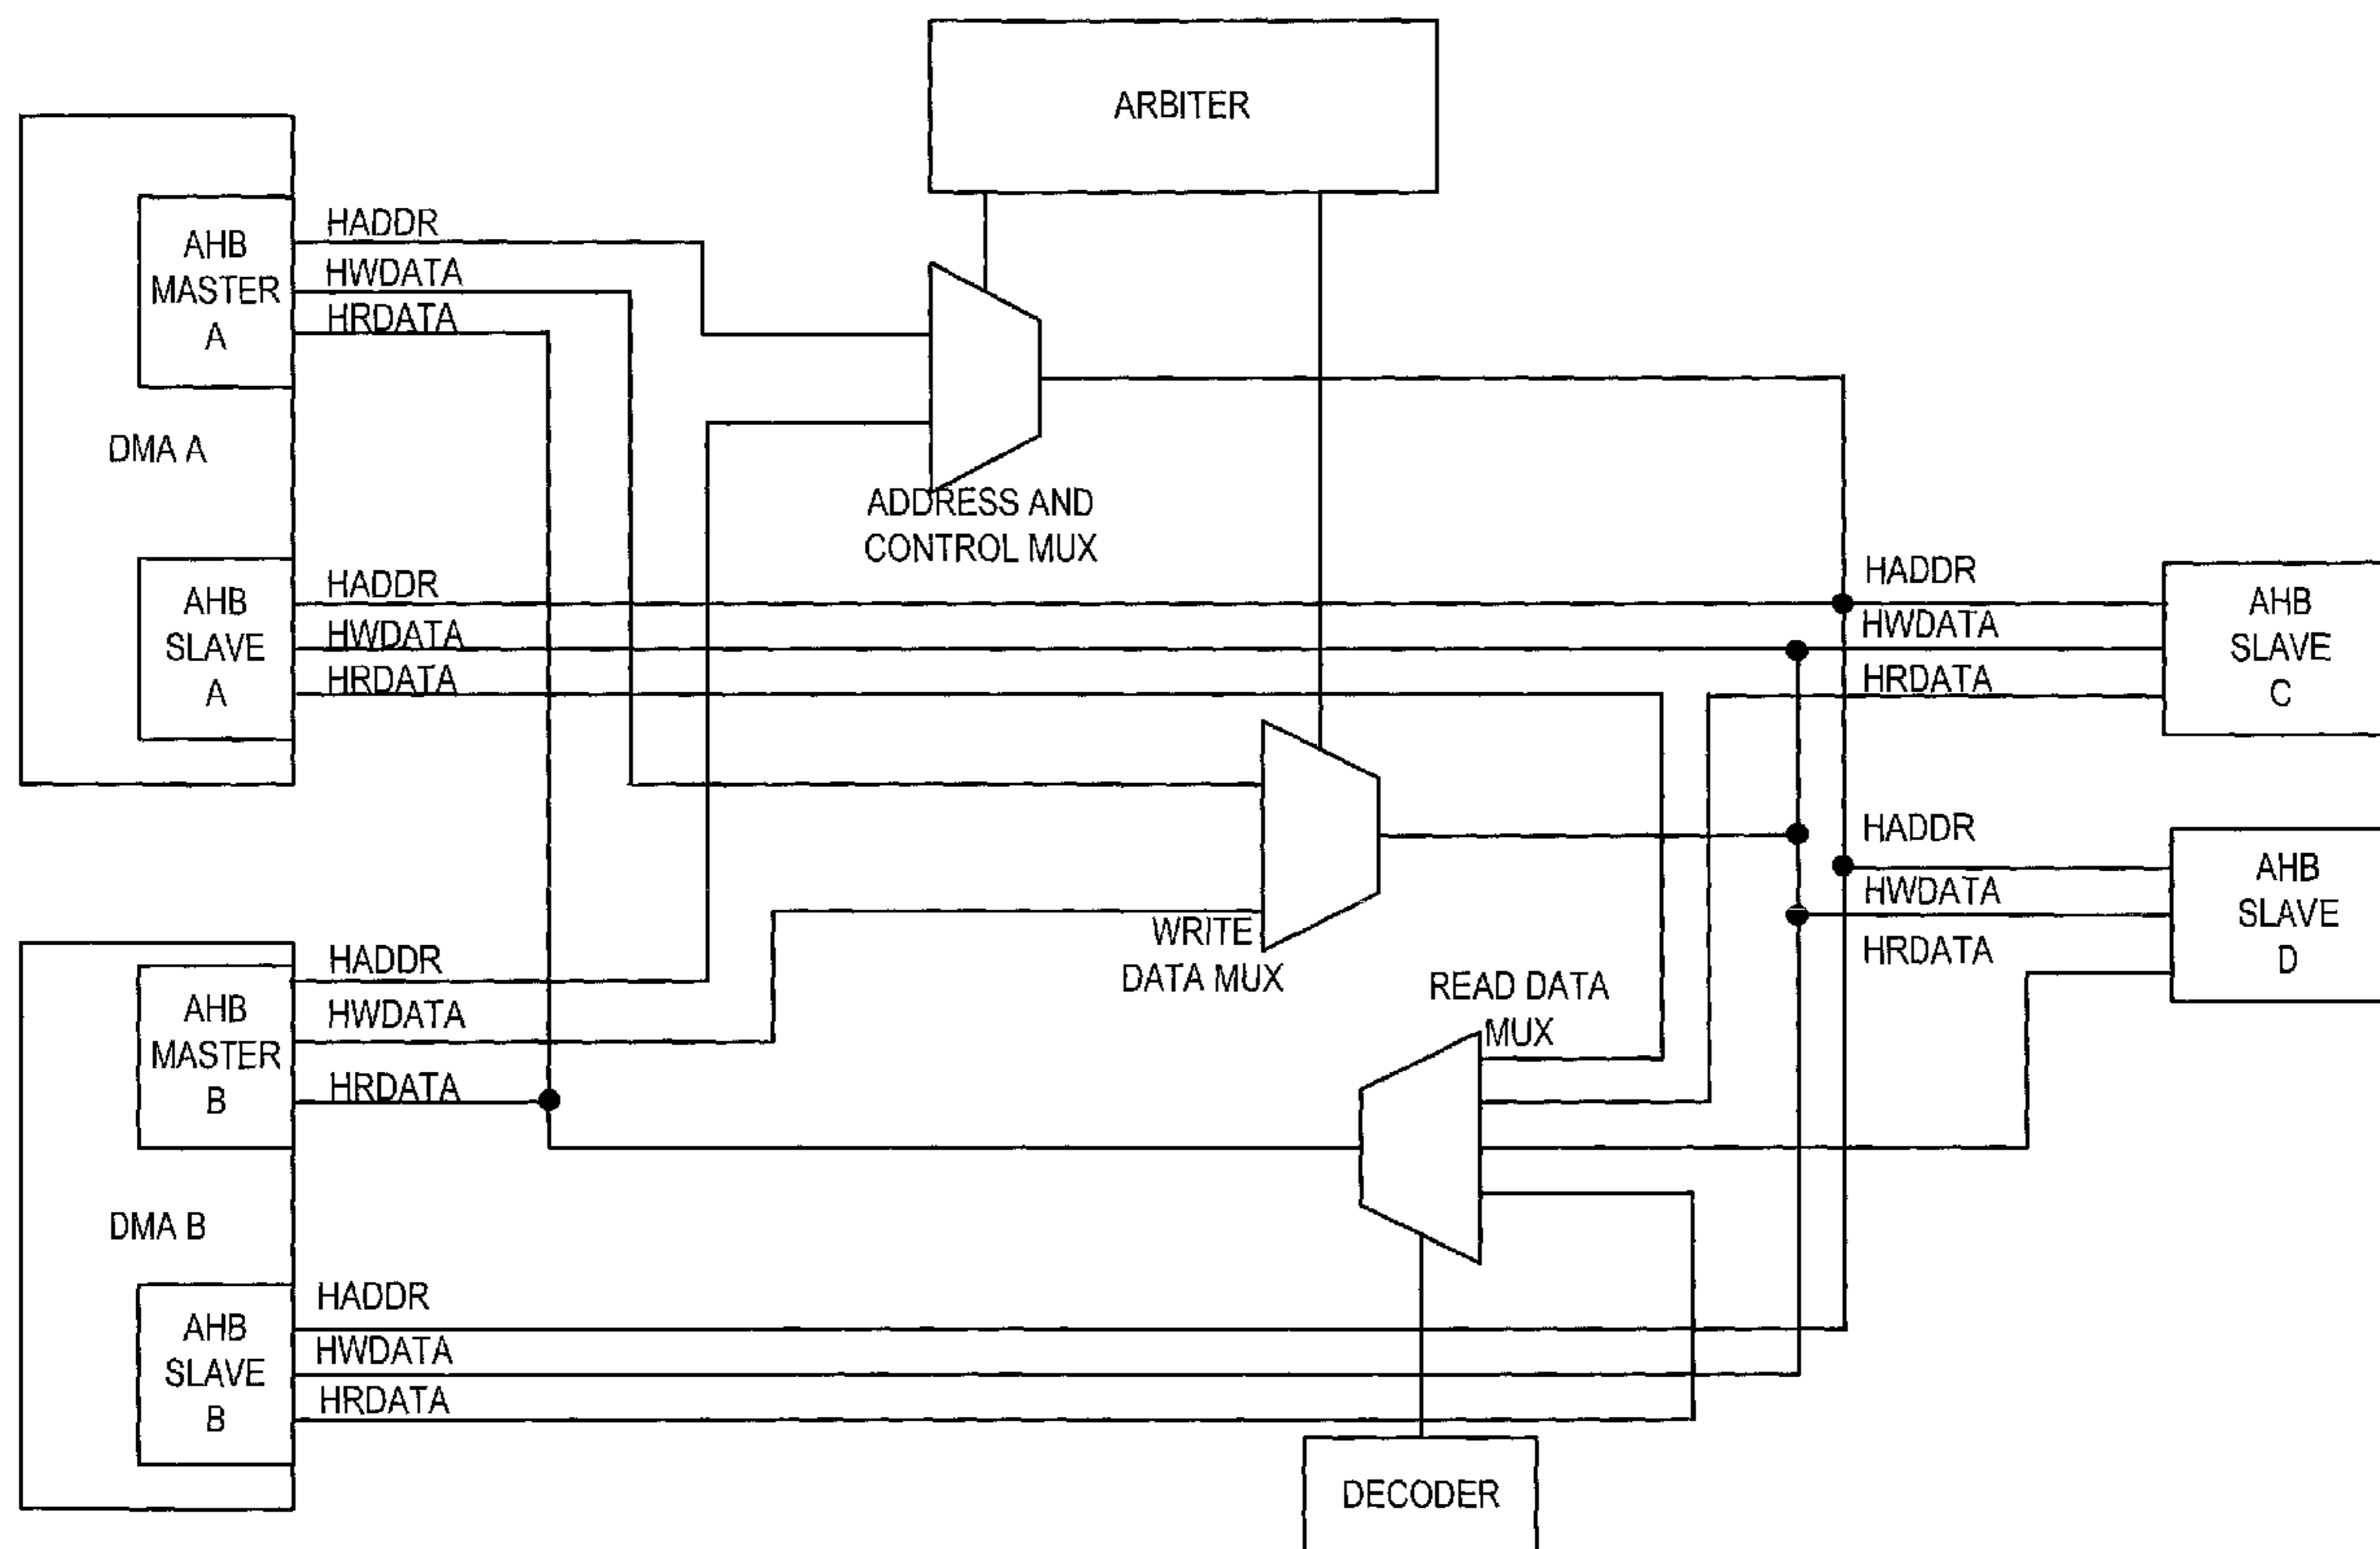 ARBITER
AHB
MASTER
A
HADDR
HWDATA
HRDATA
DMA A
ADDRESS AND
CONTROL MUX
AHB
SLAVE
A
HADDR
HWDATA
HRDATA
HADDR
HWDATA
HRDATA
AHB
SLAVE
C
WRITE
DATA MUX
HADDR
HWDATA
HRDATA
AHB
SLAVE
D
READ DATA
MUX
AHB
MASTER
B
HADDR
HWDATA
HRDATA
DMA B
AHB
SLAVE
B
HADDR
HWDATA
HRDATA
DECODER